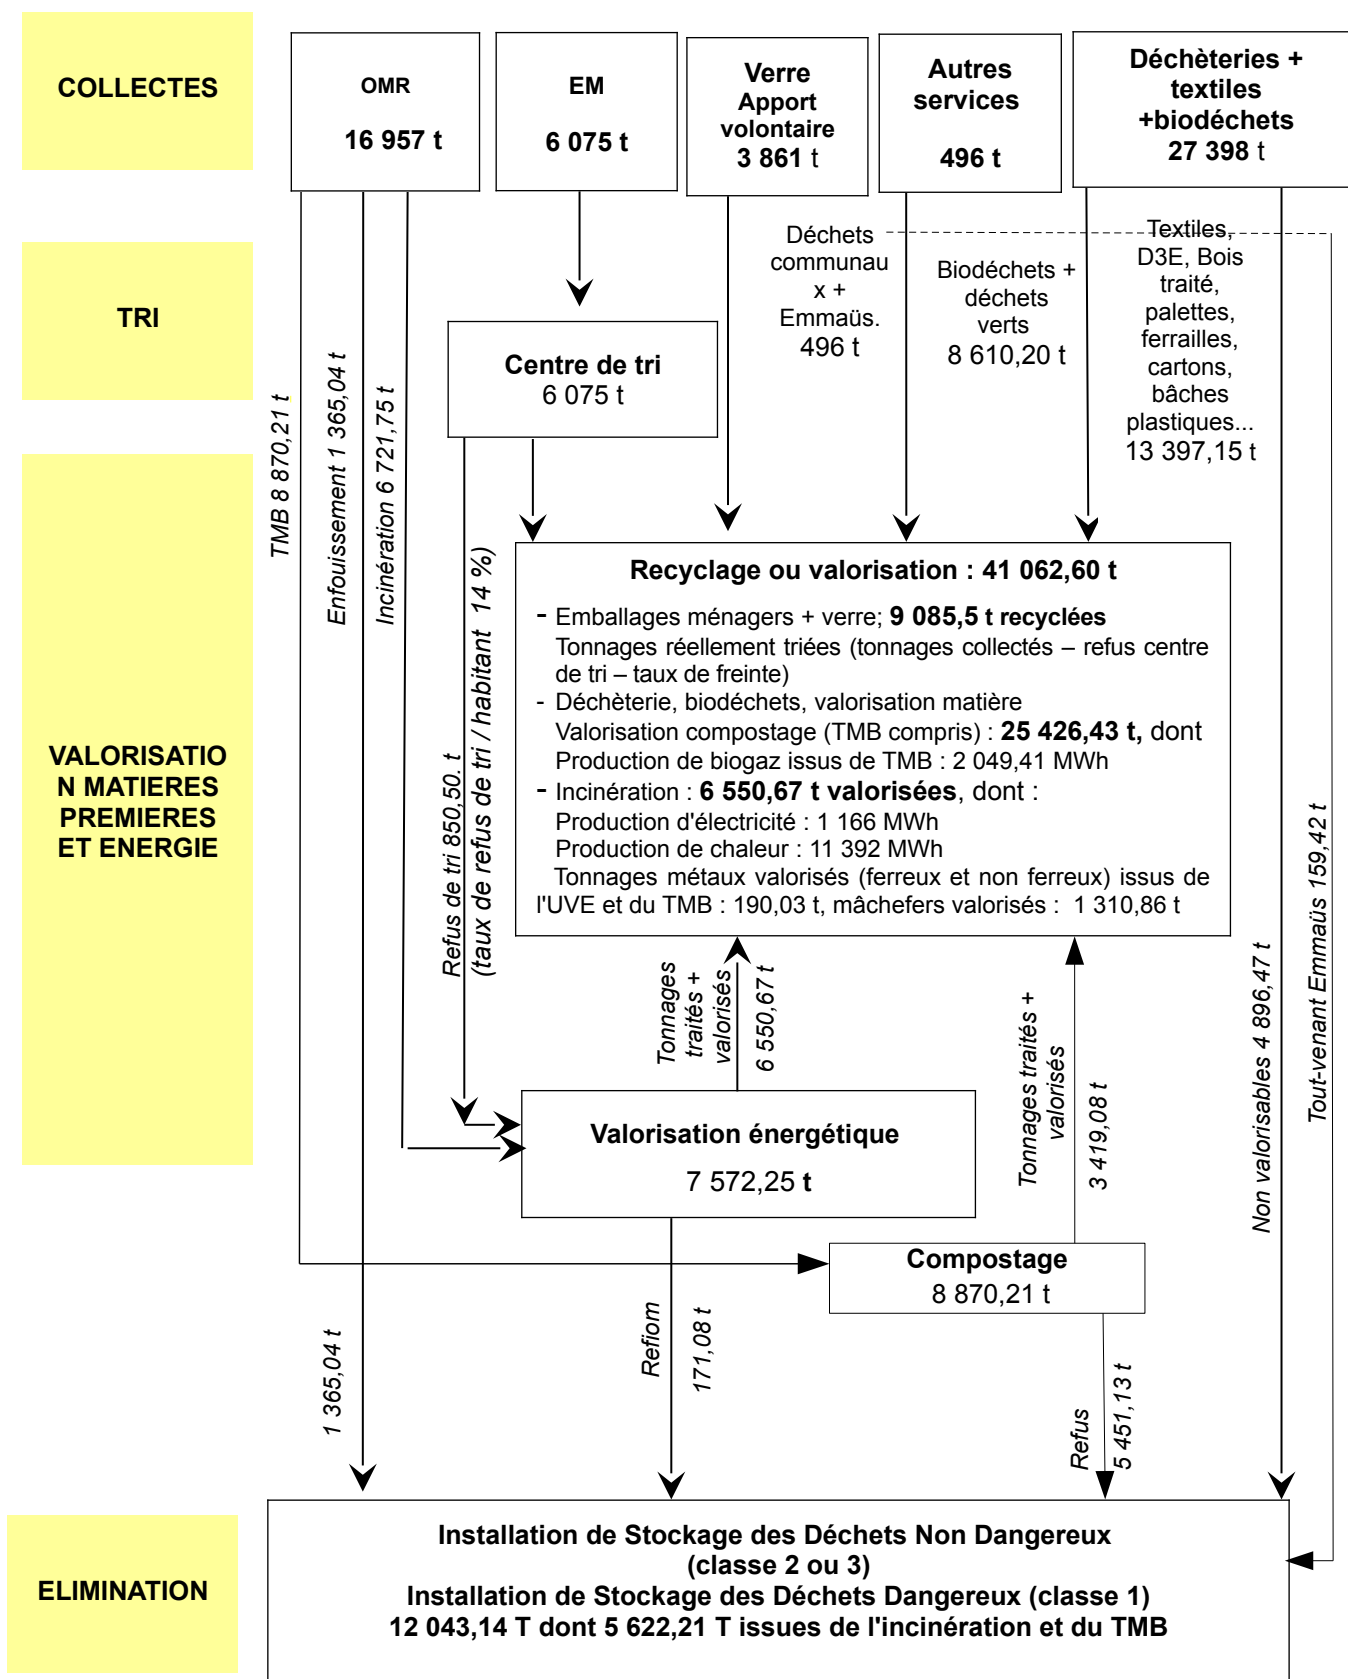 COLLECTES
OMR
16 957 t
EM
6 075 t
Verre
Apport
volontaire
3 861 t
Autres
services
496 t
Déchèteries +
textiles
+biodéchets
27 398 t
TRI
Centre de tri
6 075 t
Déchets
communau
x +
Emmaüs.
496 t
Biodéchets +
déchets
verts
8 610,20 t
Textiles,
D3E, Bois
traité,
palettes,
ferrailles,
cartons,
bâches
plastiques...
13 397,15 t
TMB 8 870,21 t
Enfouissement 1 365,04 t
Incinération 6 721,75 t
Refus de tri 850,50. t
(taux de refus de tri / habitant 14 %)
VALORISATIO
N MATIERES
PREMIERES
ET ENERGIE
Recyclage ou valorisation : 41 062,60 t
- Emballages ménagers + verre; 9 085,5 t recyclées
Tonnages réellement triées (tonnages collectés – refus centre
de tri – taux de freinte)
- Déchèterie, biodéchets, valorisation matière
Valorisation compostage (TMB compris) : 25 426,43 t, dont
Production de biogaz issus de TMB : 2 049,41 MWh
- Incinération : 6 550,67 t valorisées, dont :
Production d'électricité : 1 166 MWh
Production de chaleur : 11 392 MWh
Tonnages métaux valorisés (ferreux et non ferreux) issus de
l'UVE et du TMB : 190,03 t, mâchefers valorisés : 1 310,86 t
Tonnages
traités +
valorisés
6 550,67 t
Tonnages traités +
valorisés
3 419,08 t
Non valorisables 4 896,47 t
Tout-venant Emmaüs 159,42 t
Valorisation énergétique
7 572,25 t
Compostage
8 870,21 t
1 365,04 t
Refiom
171,08 t
Refus
5 451,13 t
ELIMINATION
Installation de Stockage des Déchets Non Dangereux
(classe 2 ou 3)
Installation de Stockage des Déchets Dangereux (classe 1)
12 043,14 T dont 5 622,21 T issues de l'incinération et du TMB